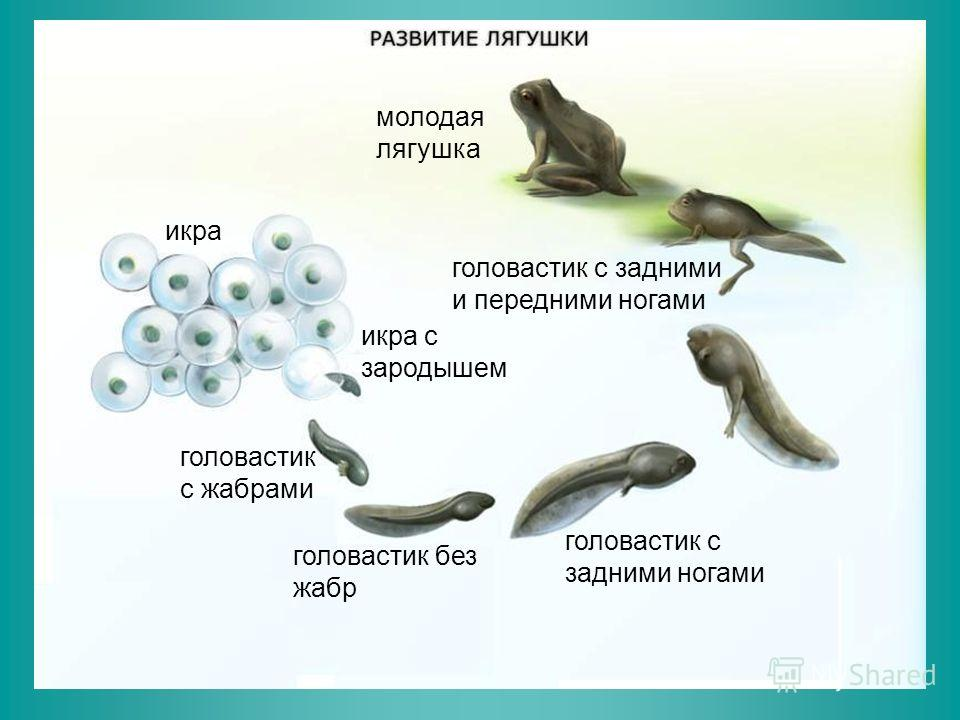 РАЗВИТИЕ ЛЯГУШКИ
молодая
лягушка
икра
головастик с задними
и передними ногами
икра с
зародышем
головастик
с жабрами
головастик без
жабр
головастик с
задними ногами
MyShared